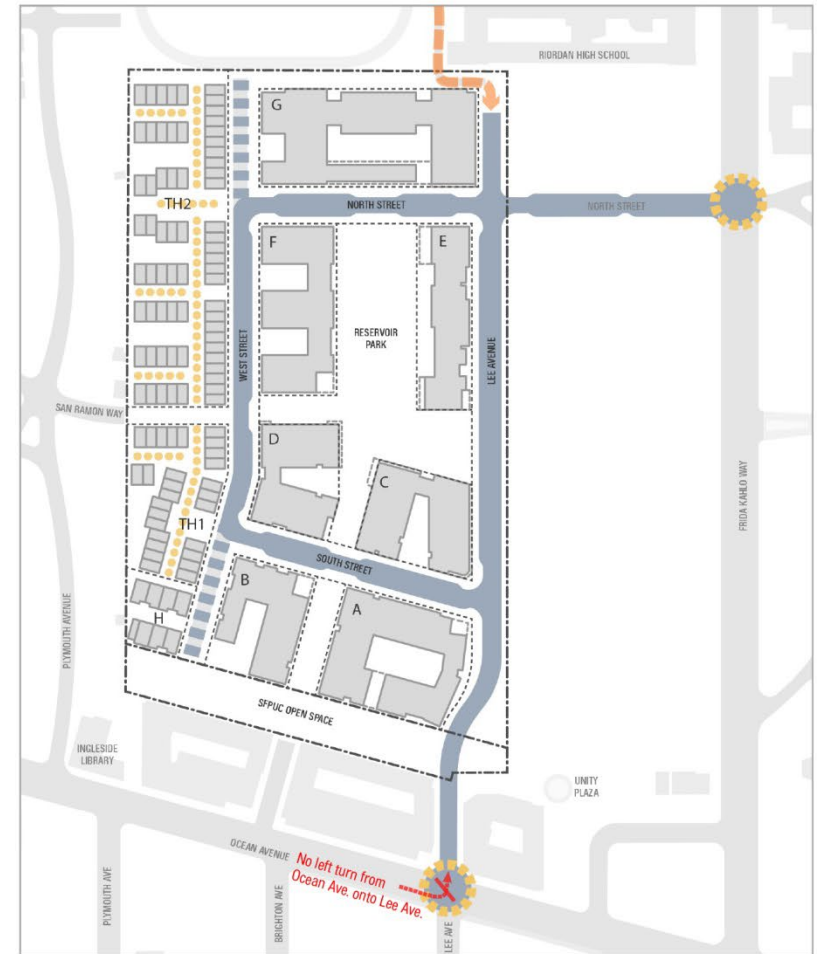 RIORDAN HIGH SCHOOL
G
TH2
NORTH STREET
NORTH STREET
F
E
RESERVOIR
PARK
WEST STREET
LEE AVENUE
SAN RAMON WAY
D
C
FRIDA KAHLO WAY
TH1
SOUTH STREET
B
A
H
PLYMOUTH AVENUE
SFPUC OPEN SPACE
INGLESIDE
LIBRARY
UNITY
PLAZA
OCEAN AVENUE
No left turn from
Ocean Ave. onto Lee Ave.
PLYMOUTH AVE
BRIGHTON AVE
LEE AVE